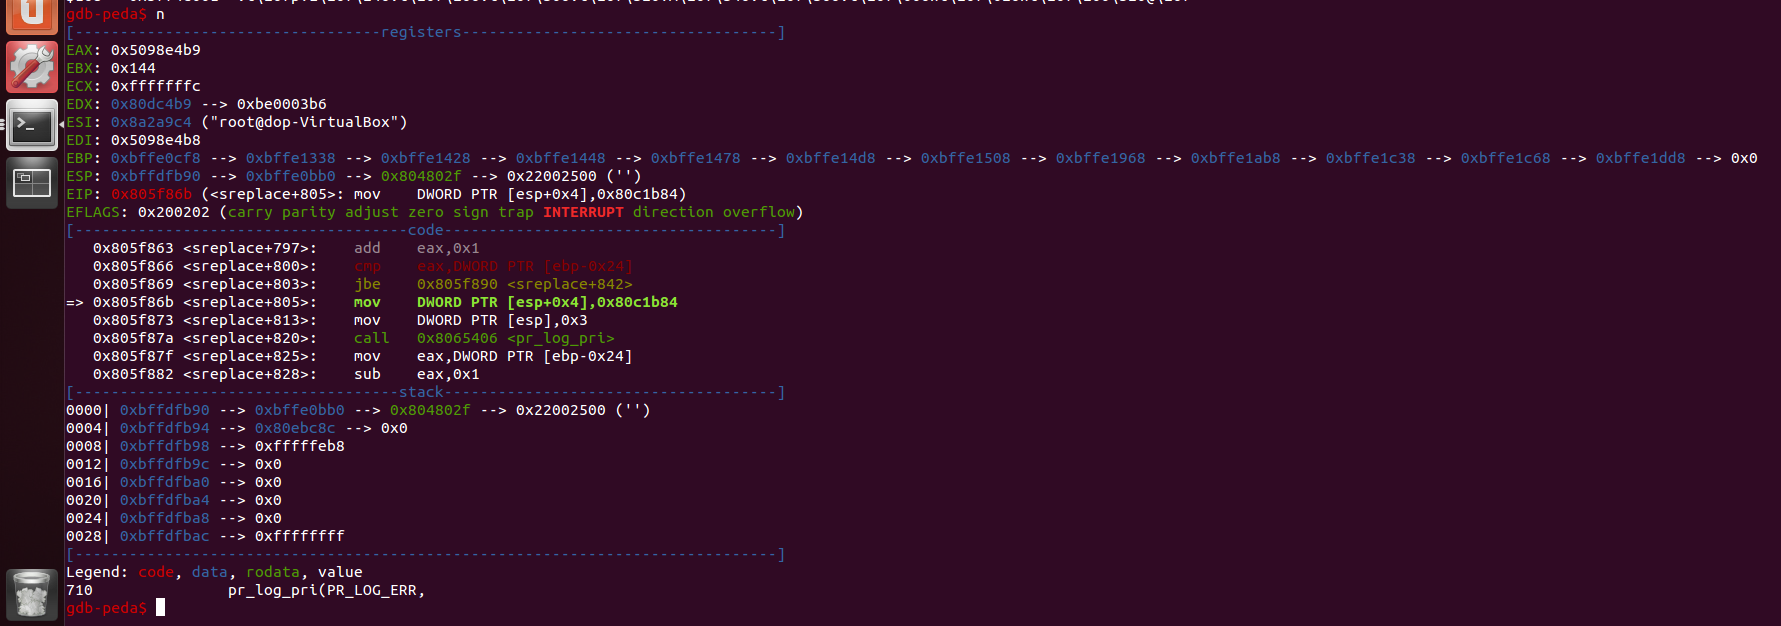 gdb-peda$ n
[----------------------------------registers-----------------------------------]
EAX: 0x5098e4b9
EBX: 0x144
ECX: 0xfffffffc
EDX: 0x80dc4b9 --> 0xbe0003b6
ESI: 0x8a2a9c4 ("root@dop-VirtualBox")
EDI: 0x5098e4b8
EBP: 0xbffe0cf8 --> 0xbffe1338 --> 0xbffe1428 --> 0xbffe1448 --> 0xbffe1478 --> 0xbffe14d8 --> 0xbffe1508 --> 0xbffe1968 --> 0xbffe1ab8 --> 0xbffe1c38 --> 0xbffe1c68 --> 0xbffe1dd8 --> 0x0
ESP: 0xbffdfb90 --> 0xbffe0bb0 --> 0x804802f --> 0x22002500 ('')
EIP: 0x805f86b (<sreplace+805>: mov    DWORD PTR [esp+0x4],0x80c1b84)
EFLAGS: 0x200202 (carry parity adjust zero sign trap INTERRUPT direction overflow)
[-------------------------------------code-------------------------------------]
   0x805f863 <sreplace+797>:    add    eax,0x1
   0x805f866 <sreplace+800>:    cmp    eax,DWORD PTR [ebp-0x24]
   0x805f869 <sreplace+803>:    jbe    0x805f890 <sreplace+842>
=> 0x805f86b <sreplace+805>:    mov    DWORD PTR [esp+0x4],0x80c1b84
   0x805f873 <sreplace+813>:    mov    DWORD PTR [esp],0x3
   0x805f87a <sreplace+820>:    call   0x8065406 <pr_log_pri>
   0x805f87f <sreplace+825>:    mov    eax,DWORD PTR [ebp-0x24]
   0x805f882 <sreplace+828>:    sub    eax,0x1
[------------------------------------stack-------------------------------------]
0000| 0xbffdfb90 --> 0xbffe0bb0 --> 0x804802f --> 0x22002500 ('')
0004| 0xbffdfb94 --> 0x80ebc8c --> 0x0
0008| 0xbffdfb98 --> 0xfffffeb8
0012| 0xbffdfb9c --> 0x0
0016| 0xbffdfba0 --> 0x0
0020| 0xbffdfba4 --> 0x0
0024| 0xbffdfba8 --> 0x0
0028| 0xbffdfbac --> 0xffffffff
[------------------------------------------------------------------------------]
Legend: code, data, rodata, value
710               pr_log_pri(PR_LOG_ERR,
gdb-peda$